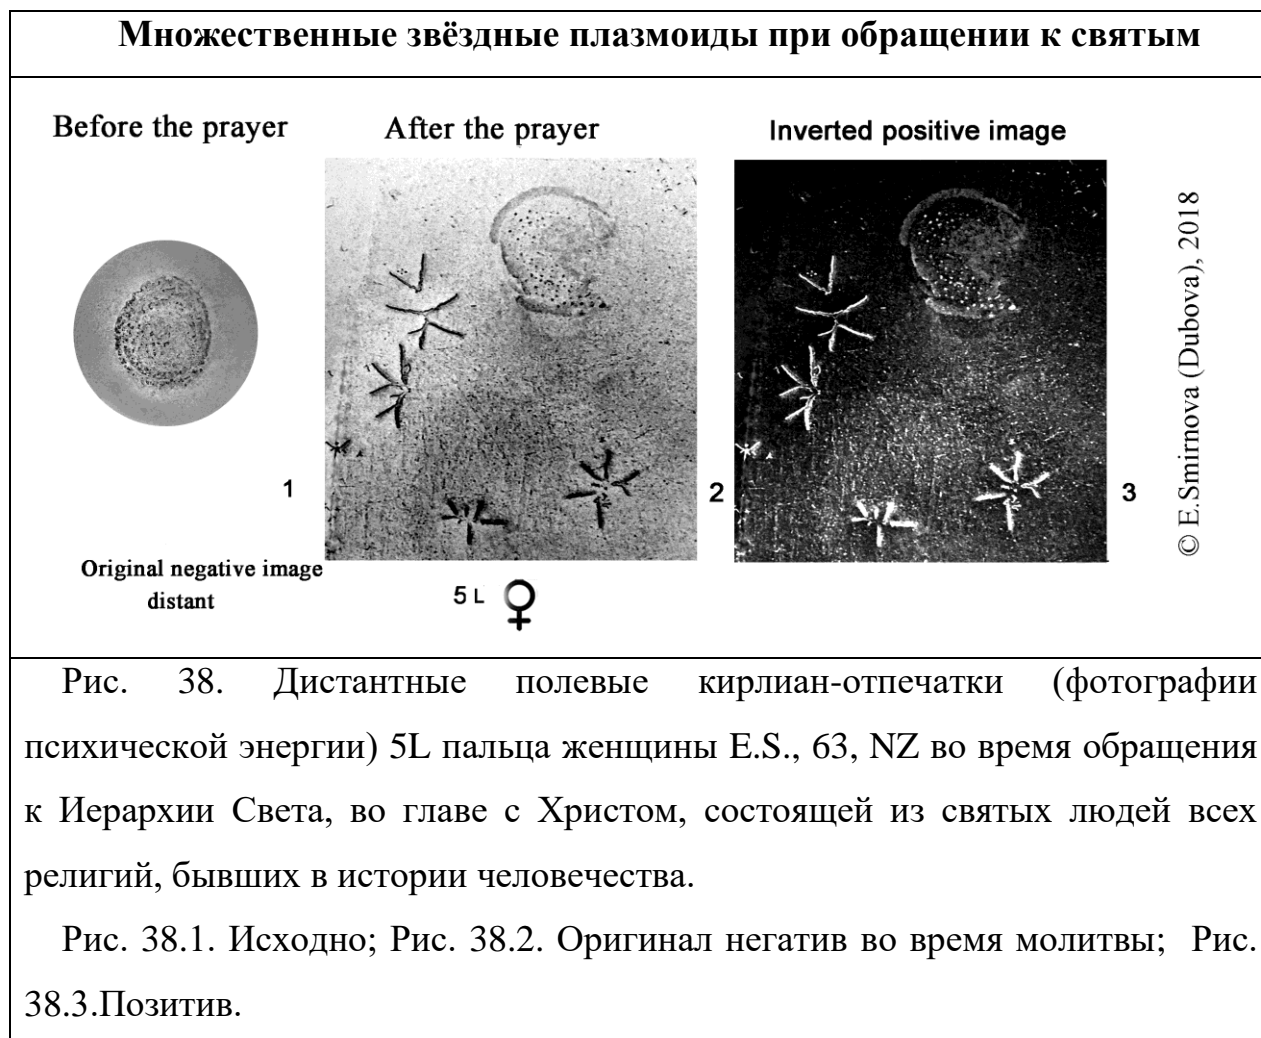 Множественные звёздные плазмоиды при обращении к святым
Before the prayer
After the prayer
Inverted positive image
1
2
3
© E.Smirnova (Dubova), 2018
Original negative image
distant
5 L ♀
Рис. 38. Дистантные полевые кирлиан-отпечатки (фотографии
психической энергии) 5L пальца женщины E.S., 63, NZ во время обращения
к Иерархии Света, во главе с Христом, состоящей из святых людей всех
религий, бывших в истории человечества.
Рис. 38.1. Исходно; Рис. 38.2. Оригинал негатив во время молитвы; Рис.
38.3.Позитив.